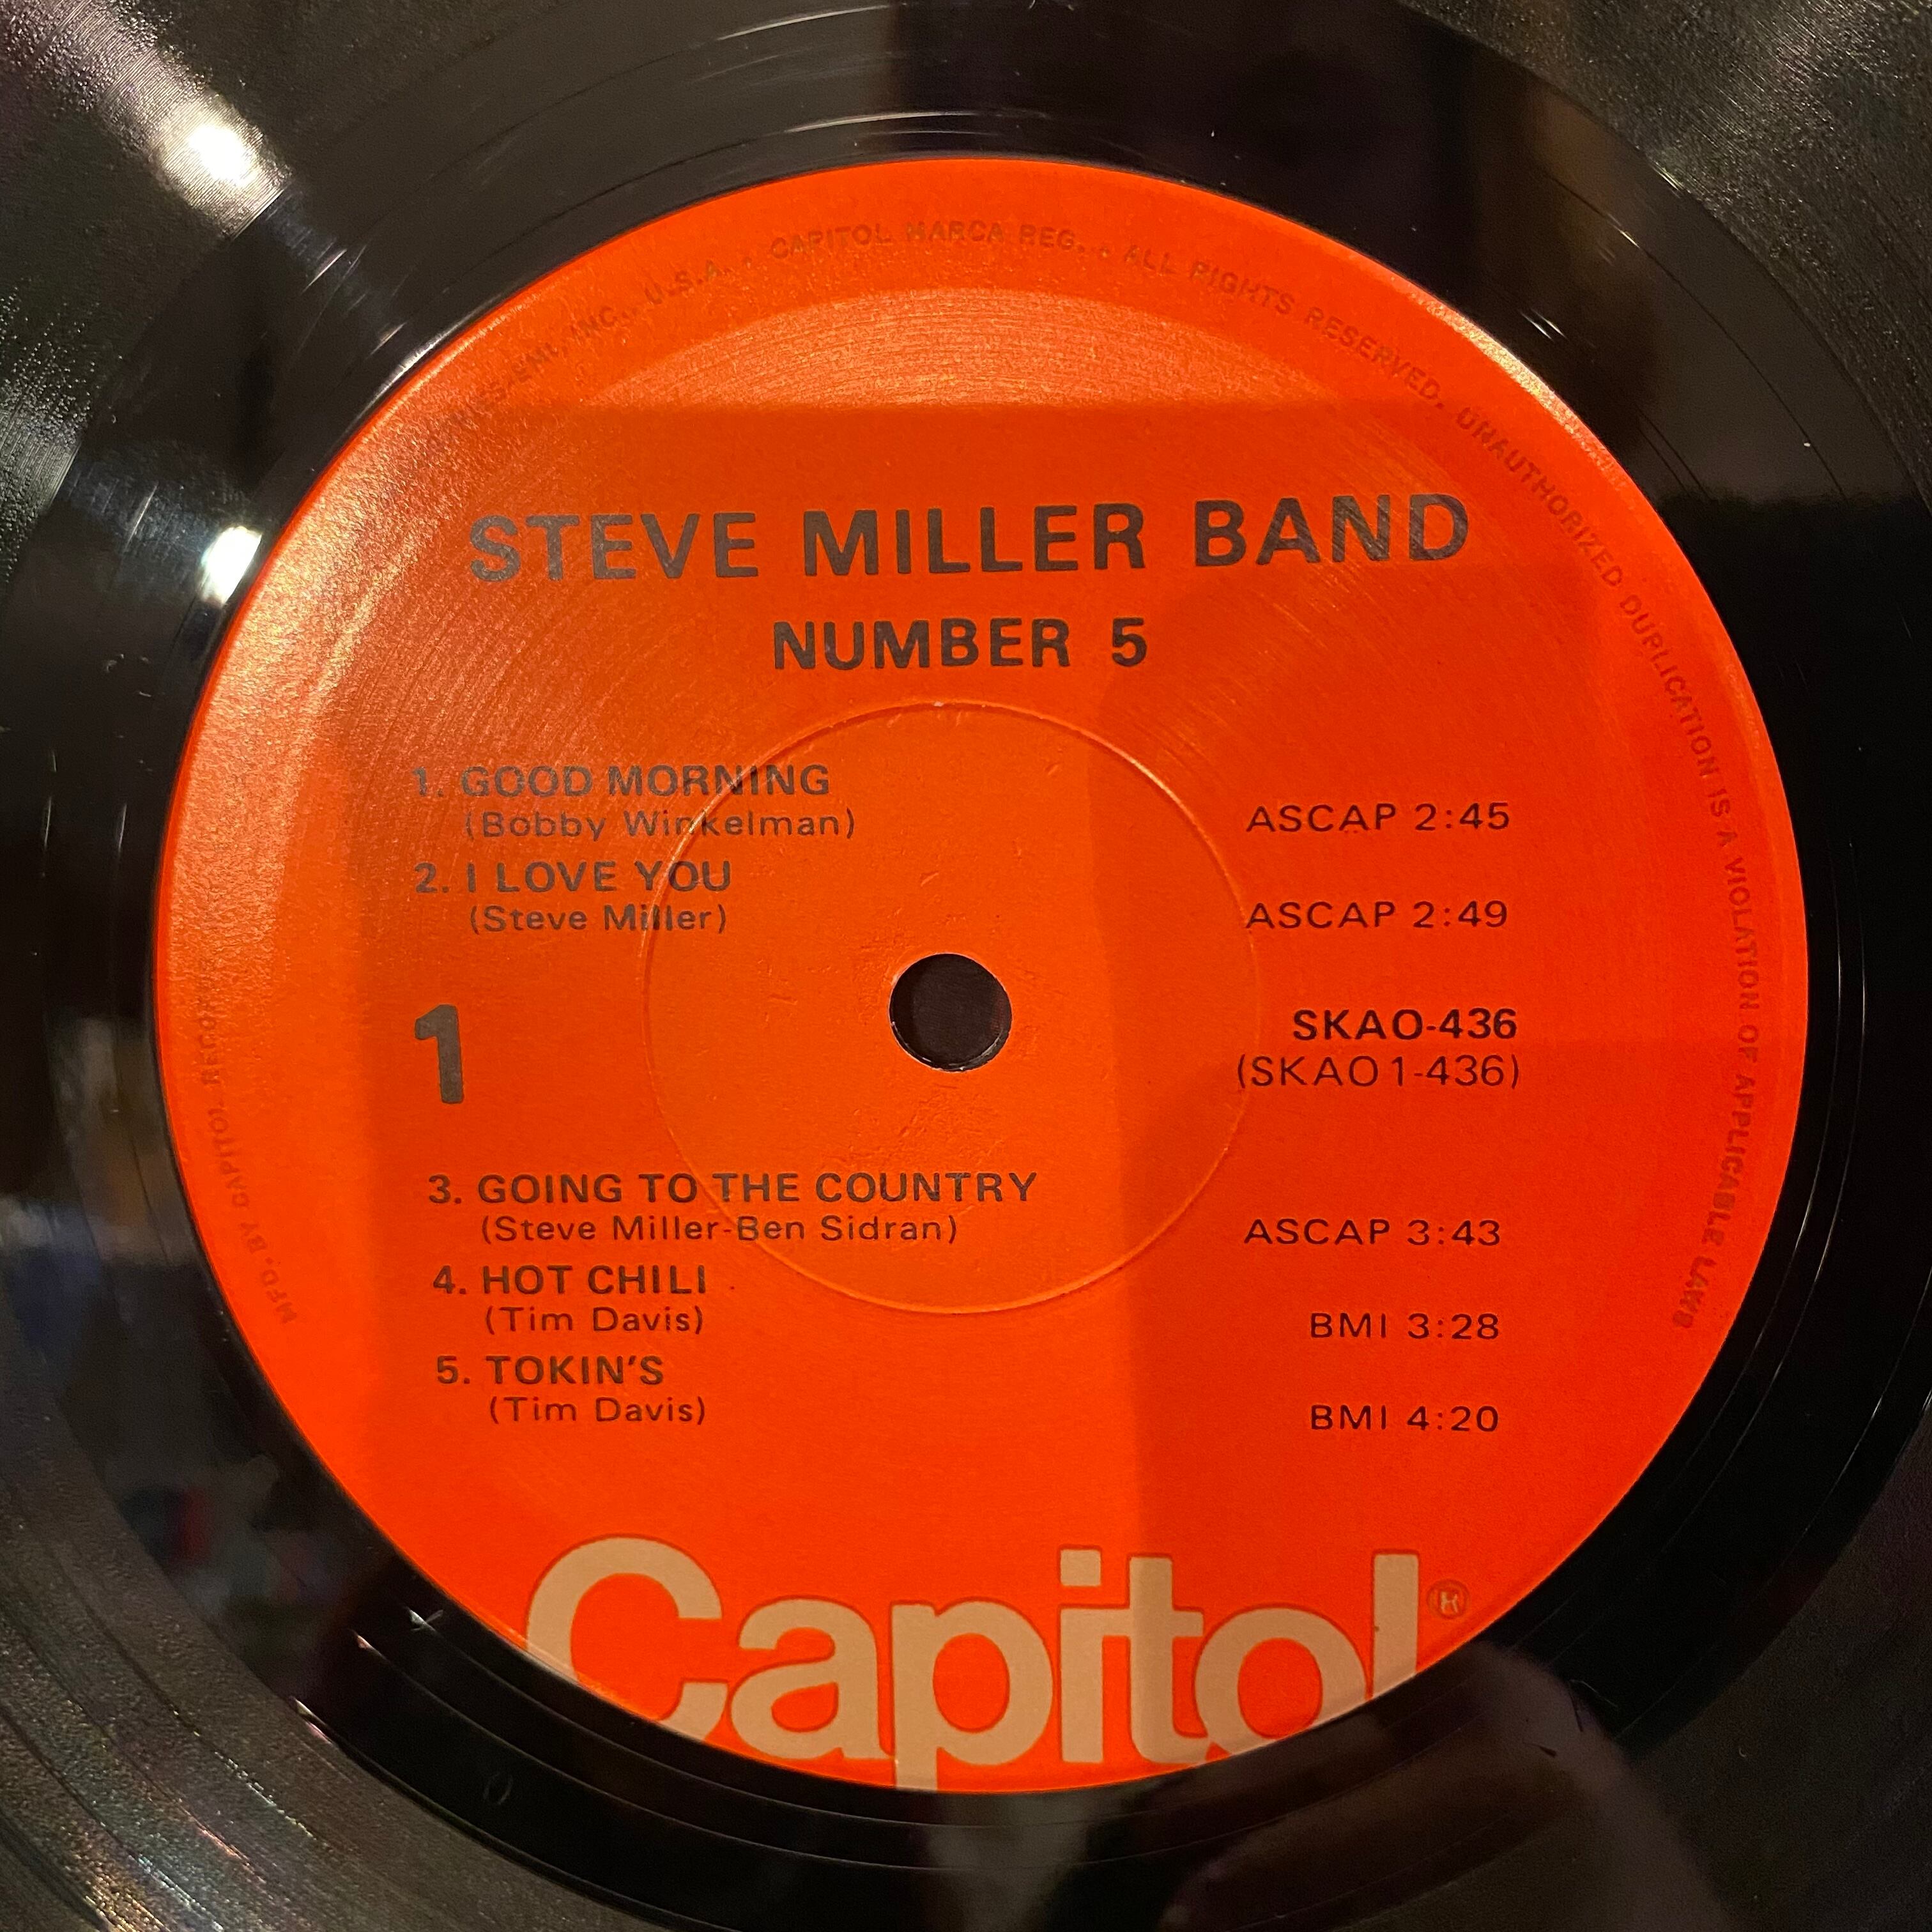 MFD. BY CAPITOL RECORDS, INC., U.S.A. . CAPITOL MARCA REG. . ALL RIGHTS RESERVED. UNAUTHORIZED DUPLICATION IS A VIOLATION OF APPLICABLE LAWS
STEVE MILLER BAND
NUMBER 5
1. GOOD MORNING
(Bobby Winkelman) ASCAP 2:45
2. I LOVE YOU
(Steve Miller) ASCAP 2:49
1 SKAO-436
(SKAO1-436)
3. GOING TO THE COUNTRY
(Steve Miller-Ben Sidran) ASCAP 3:43
4. HOT CHILI
(Tim Davis) BMI 3:28
5. TOKIN'S
(Tim Davis) BMI 4:20
Capitol®